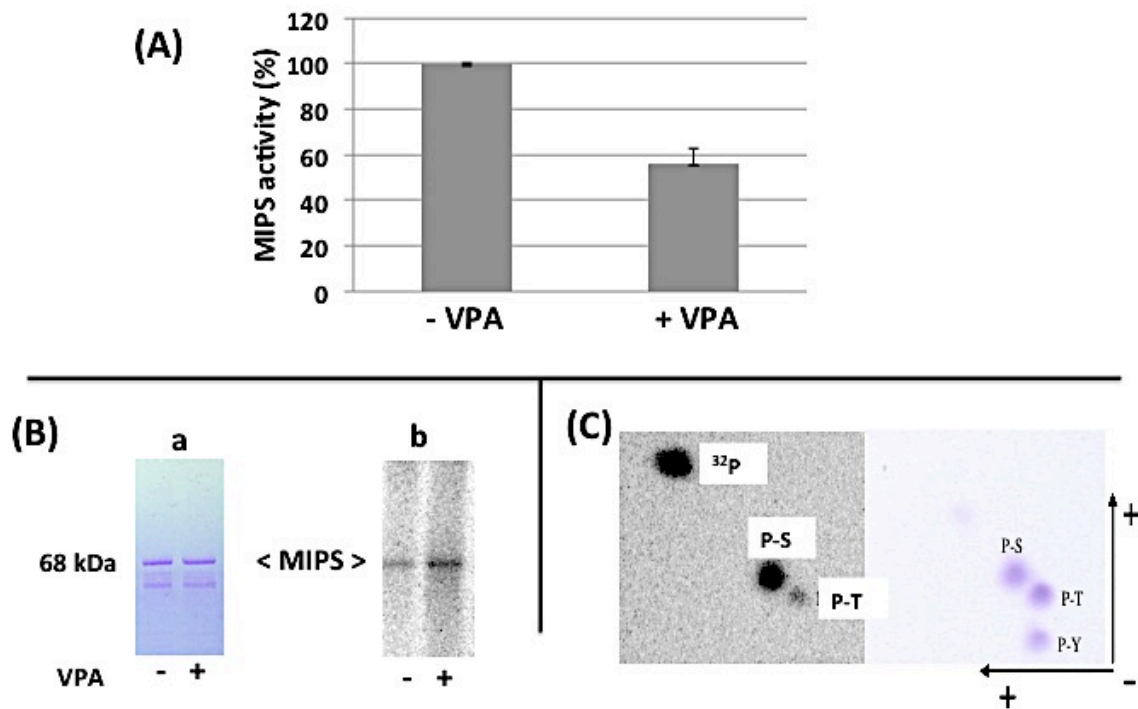 (A)
MIPS activity (%)
120
100
80
60
40
20
0
- VPA
+ VPA
(B)
a
b
68 kDa
< MIPS >
VPA
- +
- +
(C)
32P
P-S
P-T
P-S
P-T
P-Y
+
-
+